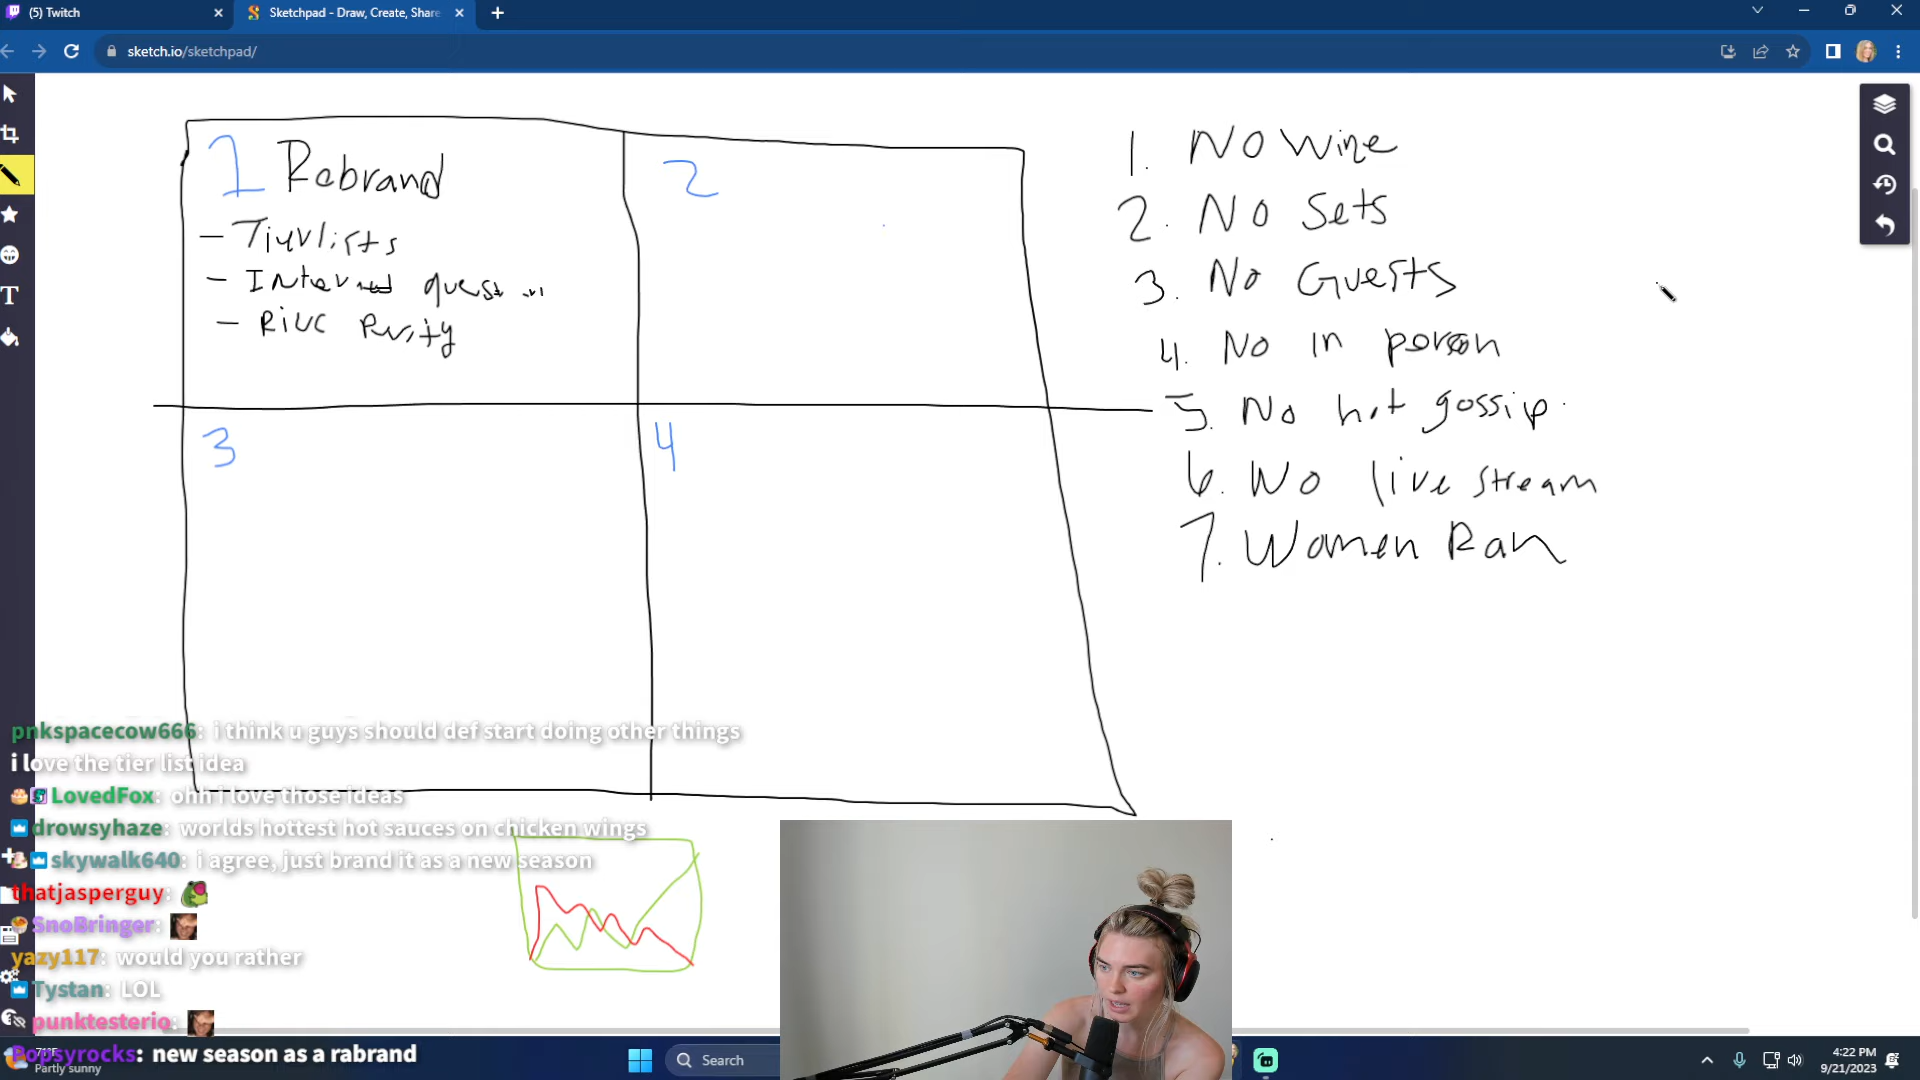 (5) Twitch
Sketchpad - Draw, Create, Share
sketch.io/sketchpad/
1 Rebrand
- Tierlists
- Interned quest
- Rive Purity
2
3
4
1. No Wine
2. No Sets
3. No Guests
4. No in person
5. No hot gossip
6. No live stream
7. Women Ran
T
pnkspacecow666: i think u guys should def start doing other things
i love the tier list idea
LovedFox: ohh i love those ideas
drowsyhaze: worlds hottest hot sauces on chicken wings
skywalk640: i agree, just brand it as a new season
thatjasperguy:
SnoBringer:
yazy117: would you rather
Tystan: LOL
punktesterio:
Popsyrocks: new season as a rabrand
Partly sunny
Search
4:22 PM
9/21/2023